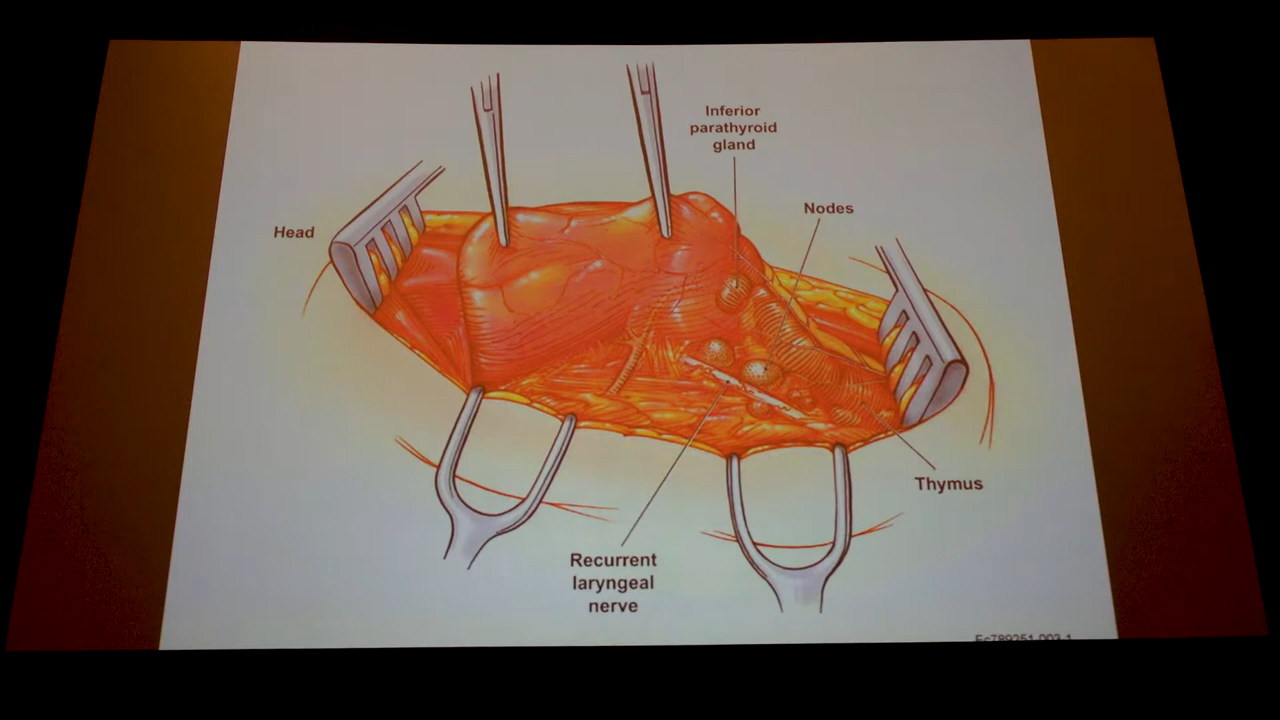 Inferior
parathyroid
gland
Nodes
Head
Thymus
Recurrent
laryngeal
nerve